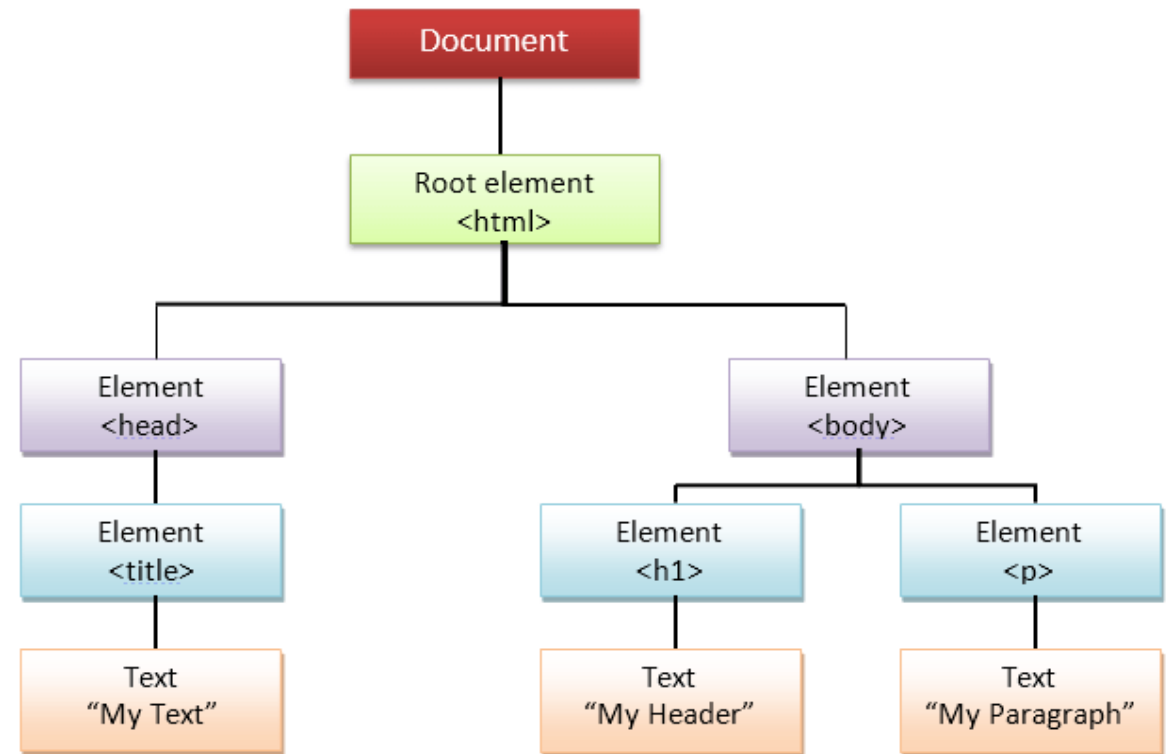 Document
Root element
<html>
Element
<head>
Element
<body>
Element
<title>
Element
<h1>
Element
<p>
Text
“My Text”
Text
“My Header”
Text
“My Paragraph”